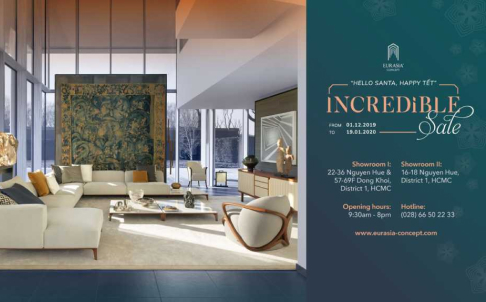 EURASIA
CONCEPT
"HELLO SANTA, HAPPY TẾT"
INCREDiBLE
Sale
FROM 01.12.2019
TO 18.01.2020
Showroom I:
22-36 Nguyen Hue &
57-69F Dong Khoi,
District 1, HCMC
Showroom II:
16-18 Nguyen Hue,
District 1, HCMC
Opening hours:
9:30am - 8pm
Hotline:
(028) 66 50 22 33
www.eurasia-concept.com